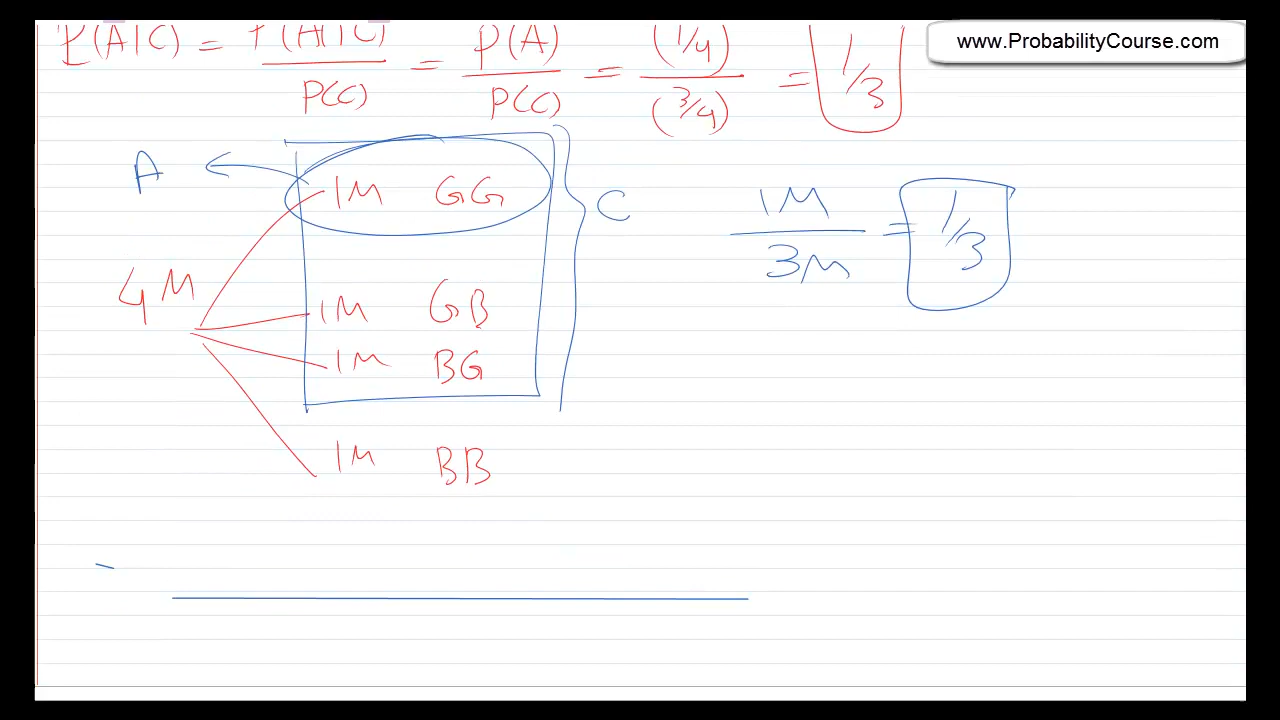 www.ProbabilityCourse.com
P(A|C) = P(A∩C) / P(C) = P(A) / P(C) = (1/4) / (3/4) = 1/3
A 1M GG C
1M / 3M = 1/3
4M
1M GB
1M BG
1M BB